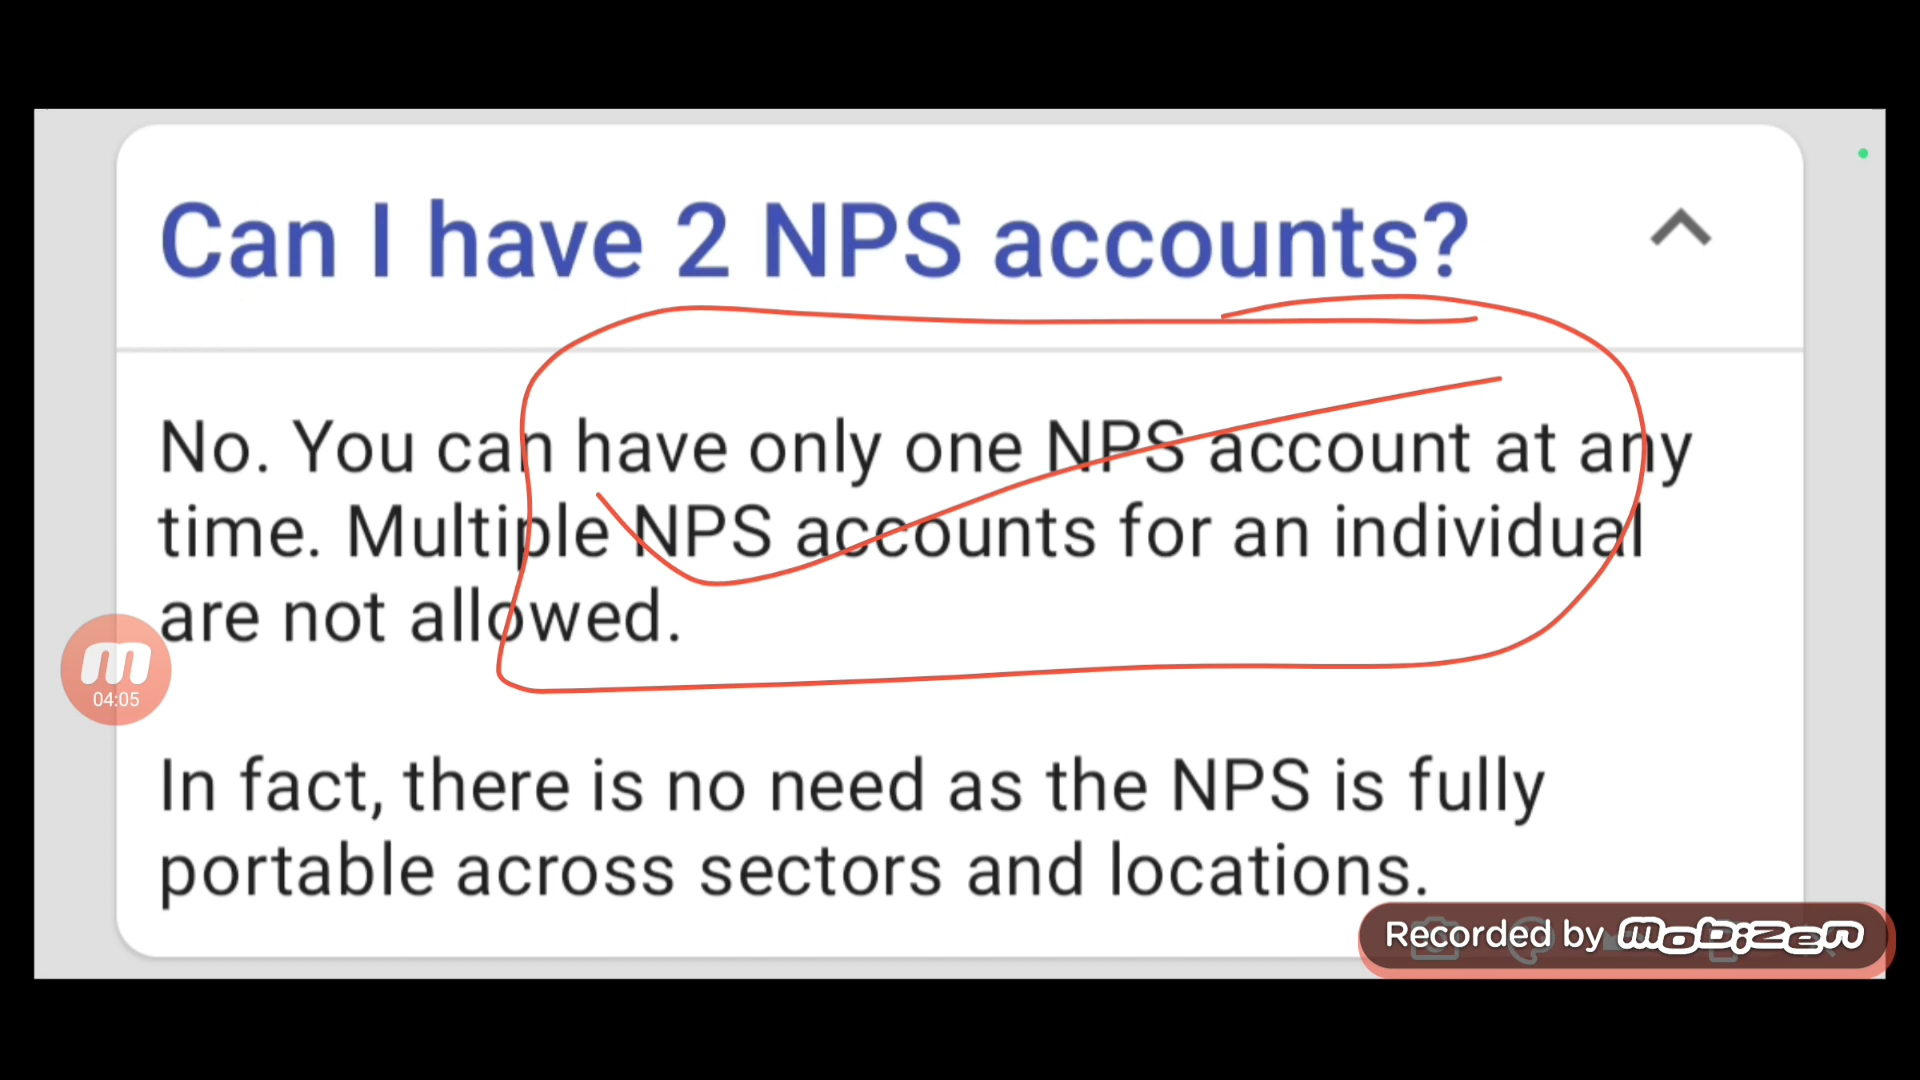 Can I have 2 NPS accounts?
No. You can have only one NPS account at any
time. Multiple NPS accounts for an individual
are not allowed.
04:05
In fact, there is no need as the NPS is fully
portable across sectors and locations.
Recorded by mobizen